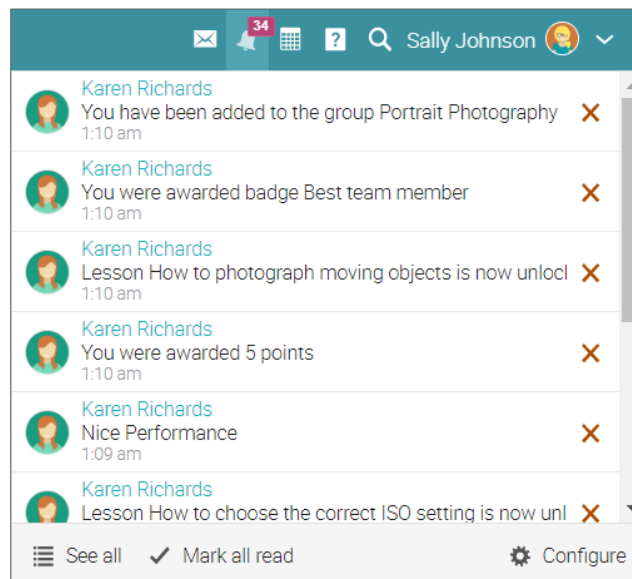 34
? Sally Johnson
Karen Richards
You have been added to the group Portrait Photography
1:10 am
Karen Richards
You were awarded badge Best team member
1:10 am
Karen Richards
Lesson How to photograph moving objects is now
1:10 am
Karen Richards
You were awarded 5 points
1:10 am
Karen Richards
Nice Performance
1:09 am
Karen Richards
Lesson How to choose the correct ISO setting is now
See all Mark all read Configure